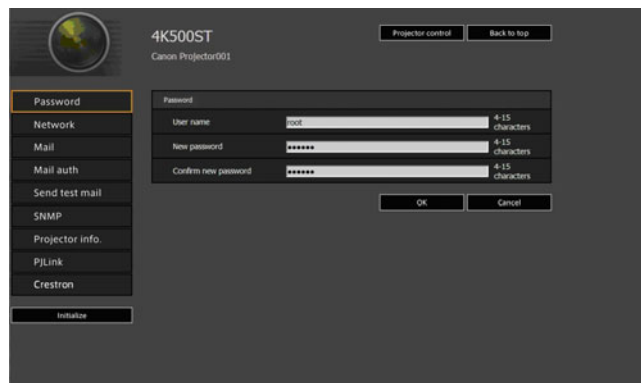 4K500ST
Projector control
Back to top
Canon Projector001
Password
Network
Mail
Mail auth
Send test mail
SNMP
Projector info.
PJLink
Crestron
Initialize
Password
User name
root
4-15
characters
New password
••••••
4-15
characters
Confirm new password
••••••
4-15
characters
OK
Cancel